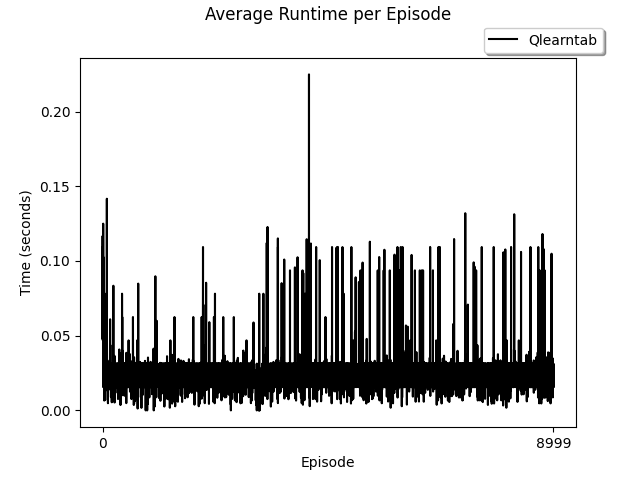 Average Runtime per Episode
Qlearntab
0.20
0.15
0.10
0.05
0.00
Time (seconds)
0 8999
Episode